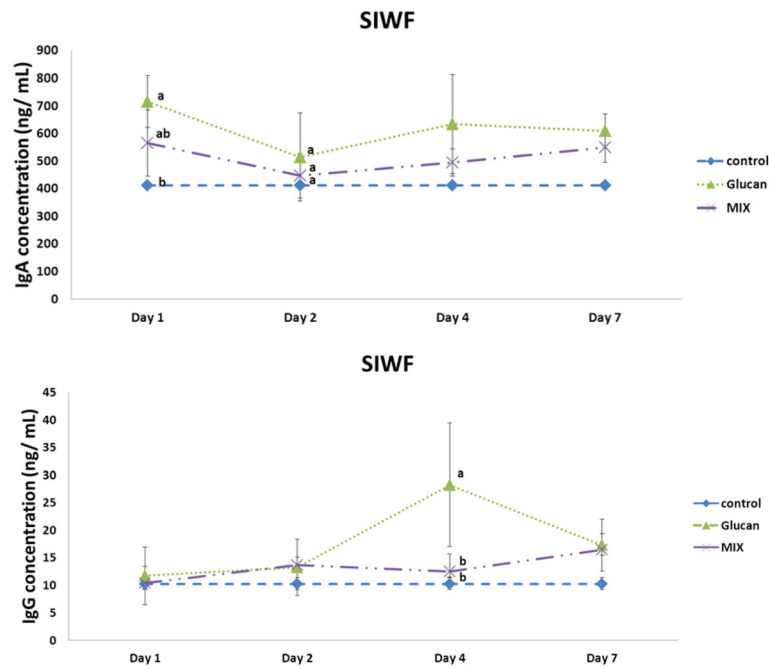 SIWF
IgA concentration (ng/ mL)
900
800
700
600
500
400
300
200
100
0
a
ab
b
a
a
a
Day 1 Day 2 Day 4 Day 7
control
Glucan
MIX
SIWF
IgG concentration (ng/ mL)
45
40
35
30
25
20
15
10
5
0
a
b
b
Day 1 Day 2 Day 4 Day 7
control
Glucan
MIX